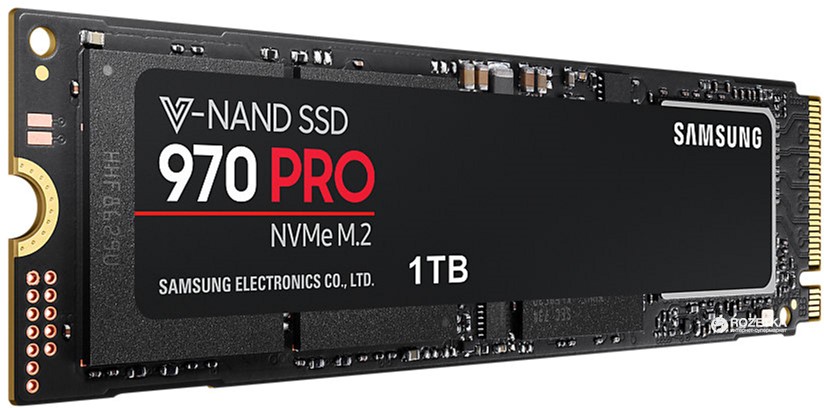 V-NAND SSD
970 PRO
NVMe M.2
SAMSUNG ELECTRONICS CO., LTD.
1TB
SAMSUNG
ROZETKA